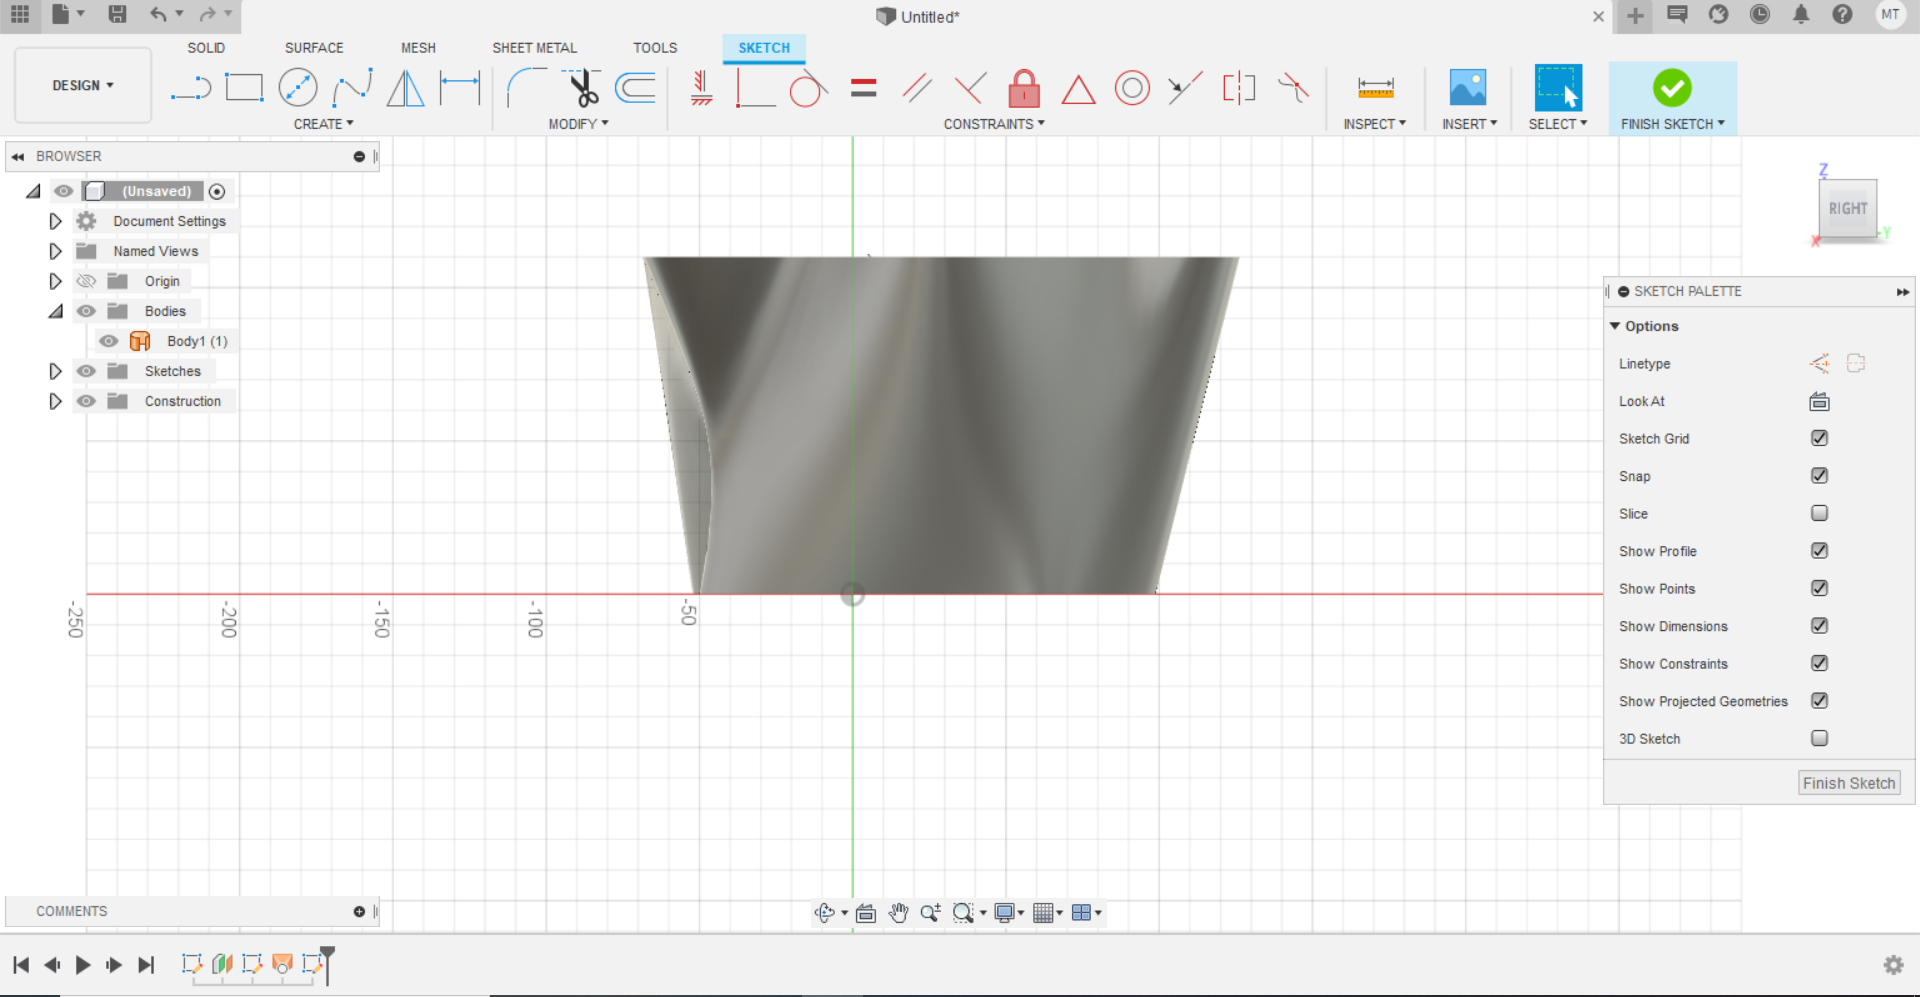 Untitled*
MT
SOLID SURFACE MESH SHEET METAL TOOLS SKETCH
DESIGN
CREATE MODIFY CONSTRAINTS INSPECT INSERT SELECT FINISH SKETCH
BROWSER
(Unsaved)
Document Settings
Named Views
Origin
Bodies
Body1 (1)
Sketches
Construction
Z
RIGHT
X
Y
SKETCH PALETTE
Options
Linetype
Look At
Sketch Grid
Snap
Slice
Show Profile
Show Points
Show Dimensions
Show Constraints
Show Projected Geometries
3D Sketch
Finish Sketch
-250
-200
-150
-100
-50
COMMENTS